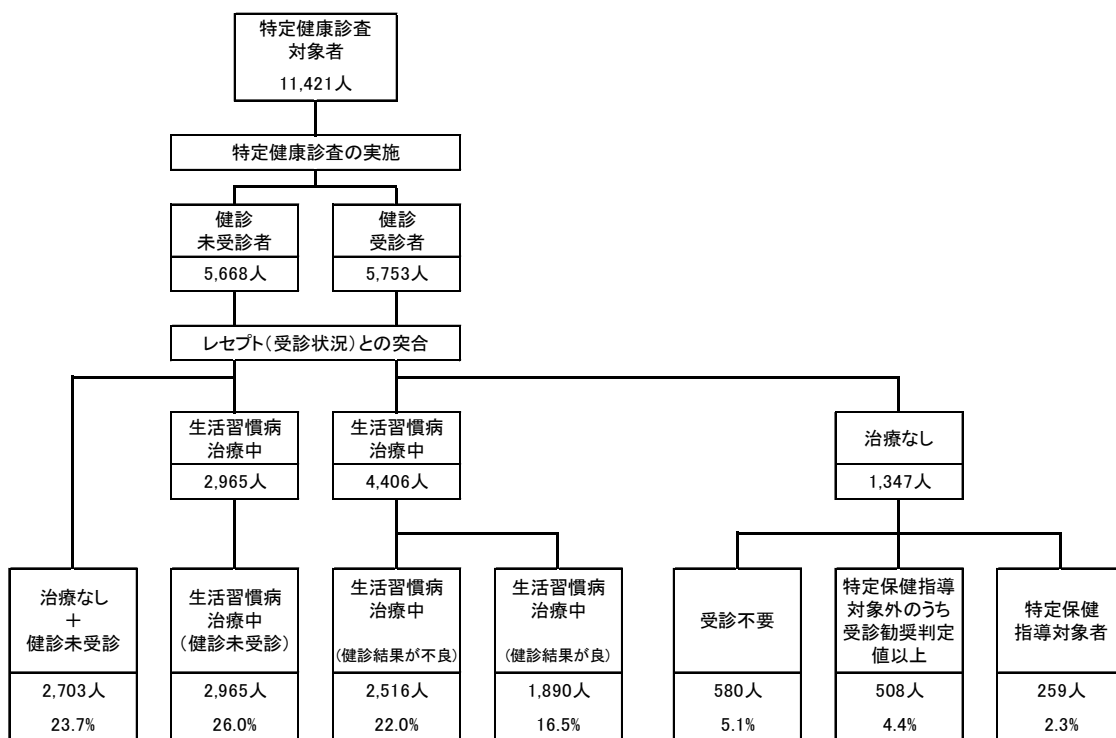 特定健康診査
対象者
11,421人
特定健康診査の実施
健診
未受診者
5,668人
健診
受診者
5,753人
レセプト(受診状況)との突合
生活習慣病
治療中
2,965人
生活習慣病
治療中
4,406人
治療なし
1,347人
治療なし
+
健診未受診
2,703人
23.7%
生活習慣病
治療中
(健診未受診)
2,965人
26.0%
生活習慣病
治療中
(健診結果が不良)
2,516人
22.0%
生活習慣病
治療中
(健診結果が良)
1,890人
16.5%
受診不要
580人
5.1%
特定保健指導
対象外のうち
受診勧奨判定
値以上
508人
4.4%
特定保健
指導対象者
259人
2.3%